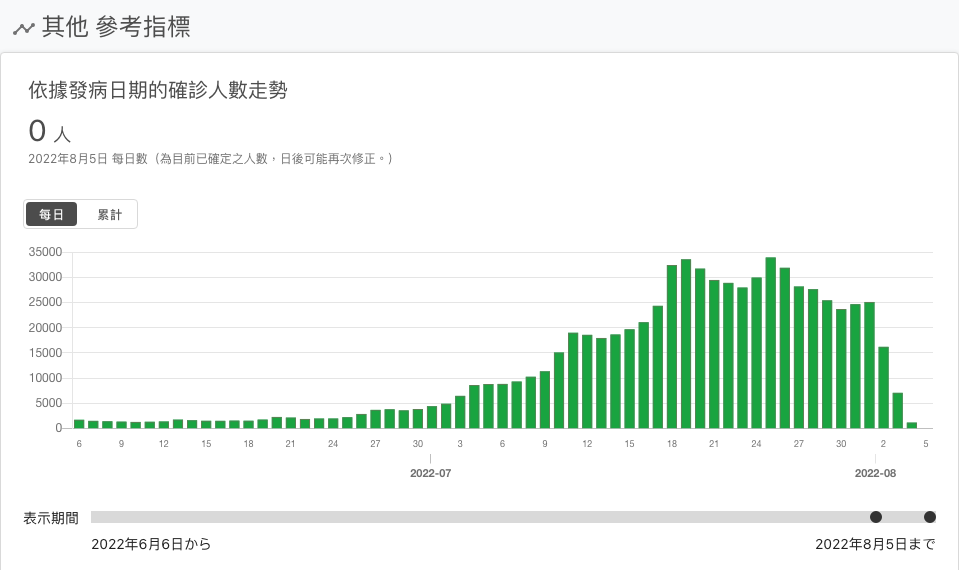 其他 參考指標
依據發病日期的確診人數走勢
0 人
2022年8月5日 每日數（為目前已確定之人數，日後可能再次修正。）
每日 累計
35000
30000
25000
20000
15000
10000
5000
0
6 9 12 15 18 21 24 27 30 3 6 9 12 15 18 21 24 27 30 2 5
2022-07 2022-08
表示期間
2022年6月6日から 2022年8月5日まで